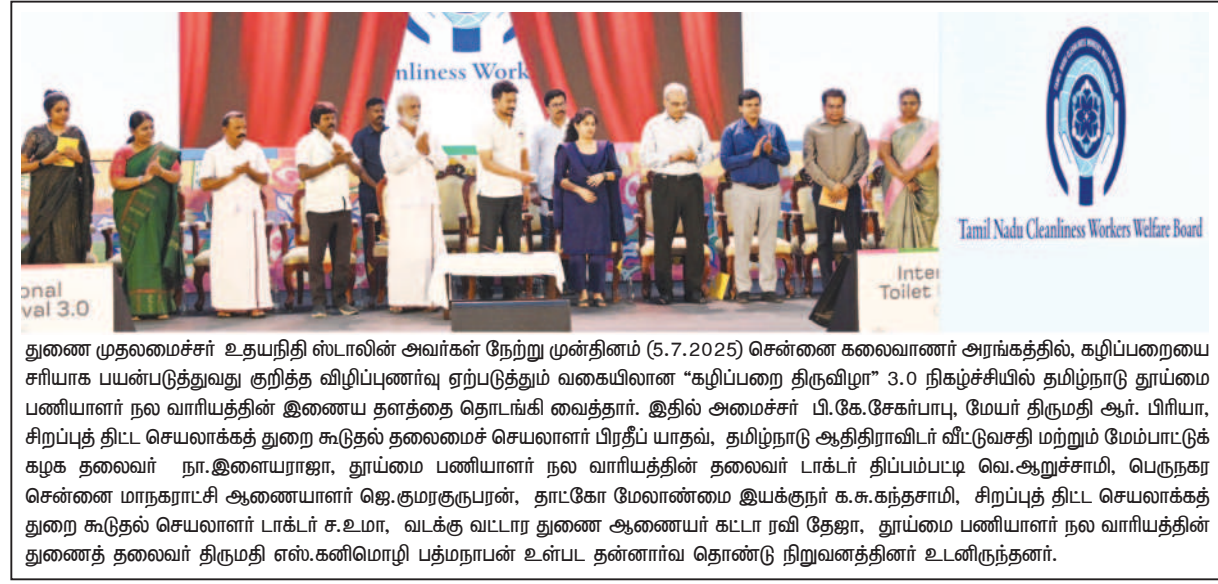 nliness Work
Tamil Nadu Cleanliness Workers Welfare Board
onal
val 3.0
Inter
Toilet
துணை முதலமைச்சர் உதயநிதி ஸ்டாலின் அவர்கள் நேற்று முன்தினம் (5.7.2025) சென்னை கலைவாணர் அரங்கத்தில், கழிப்பறையை
சரியாக பயன்படுத்துவது குறித்த விழிப்புணர்வு ஏற்படுத்தும் வகையிலான “கழிப்பறை திருவிழா” 3.0 நிகழ்ச்சியில் தமிழ்நாடு தூய்மை
பணியாளர் நல வாரியத்தின் இணைய தளத்தை தொடங்கி வைத்தார். இதில் அமைச்சர் பி.கே.சேகர்பாபு, மேயர் திருமதி ஆர். பிரியா,
சிறப்புத் திட்ட செயலாக்கத் துறை கூடுதல் தலைமைச் செயலாளர் பிரதீப் யாதவ், தமிழ்நாடு ஆதிதிராவிடர் வீட்டுவசதி மற்றும் மேம்பாட்டுக்
கழக தலைவர் நா.இளையராஜா, தூய்மை பணியாளர் நல வாரியத்தின் தலைவர் டாக்டர் திப்பம்பட்டி வெ.ஆறுச்சாமி, பெருநகர
சென்னை மாநகராட்சி ஆணையாளர் ஜெ.குமரகுருபரன், தாட்கோ மேலாண்மை இயக்குநர் க.சு.கந்தசாமி, சிறப்புத் திட்ட செயலாக்கத்
துறை கூடுதல் செயலாளர் டாக்டர் ச.உமா, வடக்கு வட்டார துணை ஆணையர் கட்டா ரவி தேஜா, தூய்மை பணியாளர் நல வாரியத்தின்
துணைத் தலைவர் திருமதி எஸ்.கனிமொழி பத்மநாபன் உள்பட தன்னார்வ தொண்டு நிறுவனத்தினர் உடனிருந்தனர்.